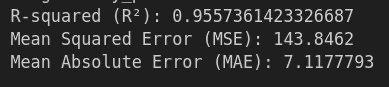 R-squared (R²): 0.9557361423326687
Mean Squared Error (MSE): 143.8462
Mean Absolute Error (MAE): 7.1177793